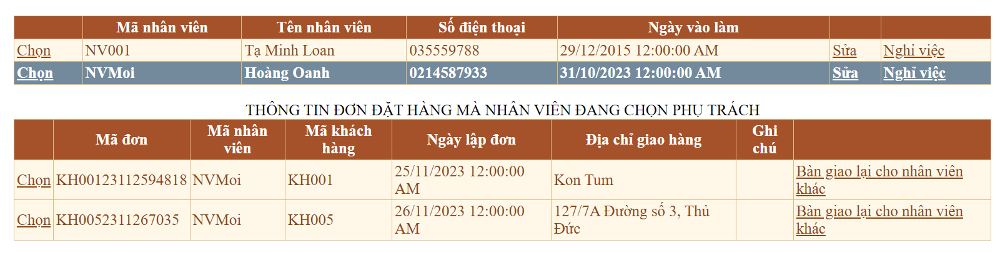 Mã nhân viên Tên nhân viên Số điện thoại Ngày vào làm
Chọn NV001 Tạ Minh Loan 035559788 29/12/2015 12:00:00 AM Sửa Nghỉ việc
Chọn NVMoi Hoàng Oanh 0214587933 31/10/2023 12:00:00 AM Sửa Nghỉ việc
THÔNG TIN ĐƠN ĐẶT HÀNG MÀ NHÂN VIÊN ĐANG CHỌN PHỤ TRÁCH
Mã đơn Mã nhân viên Mã khách hàng Ngày lập đơn Địa chỉ giao hàng Ghi chú
Chọn KH00123112594818 NVMoi KH001 25/11/2023 12:00:00 AM Kon Tum Bàn giao lại cho nhân viên khác
Chọn KH0052311267035 NVMoi KH005 26/11/2023 12:00:00 AM 127/7A Đường số 3, Thủ Đức Bàn giao lại cho nhân viên khác